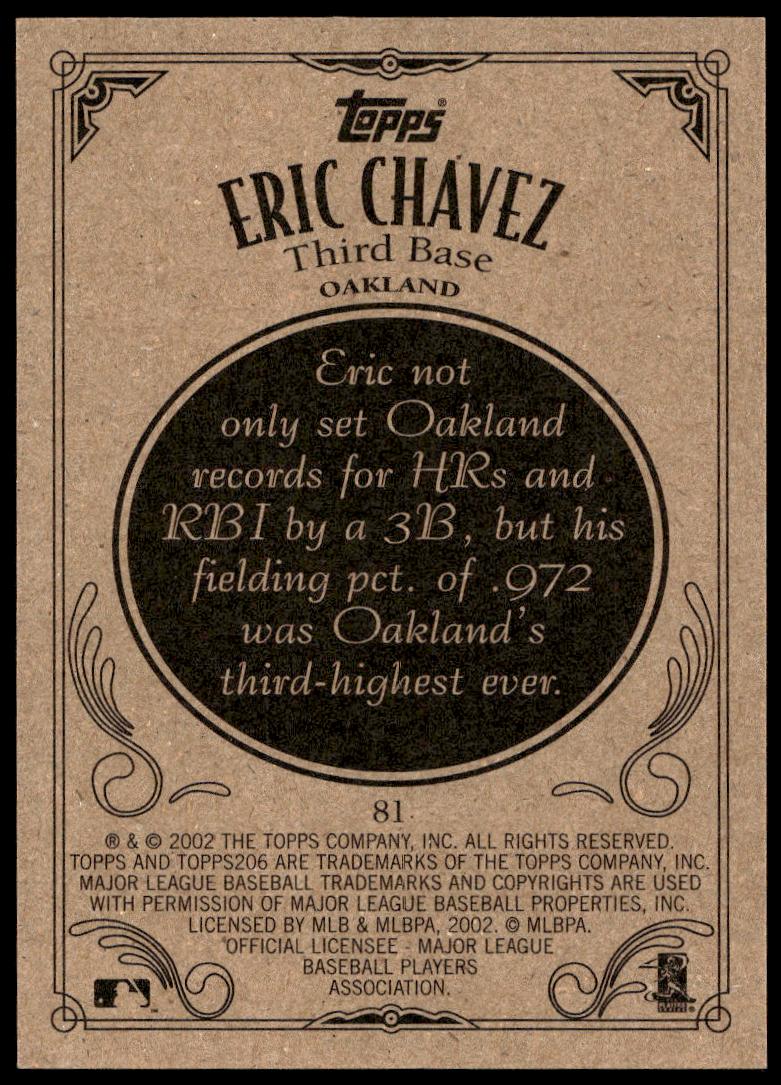 Topps®
ERIC CHAVEZ
Third Base
OAKLAND
Eric not
only set Oakland
records for HRs and
RBI by a 3B, but his
fielding pct. of .972
was Oakland's
third-highest ever.
81
® & © 2002 THE TOPPS COMPANY, INC. ALL RIGHTS RESERVED.
TOPPS AND TOPPS206 ARE TRADEMARKS OF THE TOPPS COMPANY, INC.
MAJOR LEAGUE BASEBALL TRADEMARKS AND COPYRIGHTS ARE USED
WITH PERMISSION OF MAJOR LEAGUE BASEBALL PROPERTIES, INC.
LICENSED BY MLB & MLBPA, 2002. © MLBPA.
OFFICIAL LICENSEE - MAJOR LEAGUE
BASEBALL PLAYERS
ASSOCIATION.